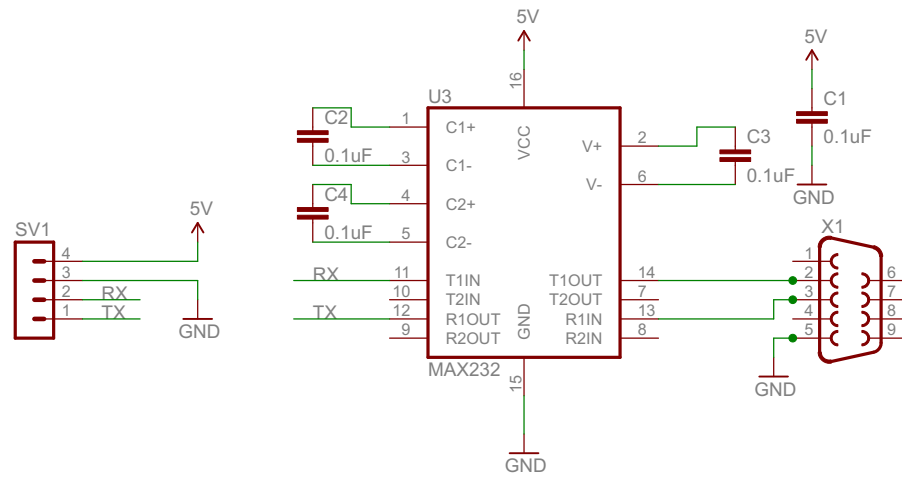 5V
5V
16
U3
C1
0.1uF
GND
C2
0.1uF
1
3
C1+
C1-
VCC
V+
V-
2
6
C3
0.1uF
C4
0.1uF
4
5
C2+
C2-
SV1
5V
4
3
2
1
RX
TX
GND
RX
TX
11
10
12
9
T1IN
T2IN
R1OUT
R2OUT
GND
T1OUT
T2OUT
R1IN
R2IN
14
7
13
8
X1
1
2
3
4
5
6
7
8
9
GND
MAX232
15
GND